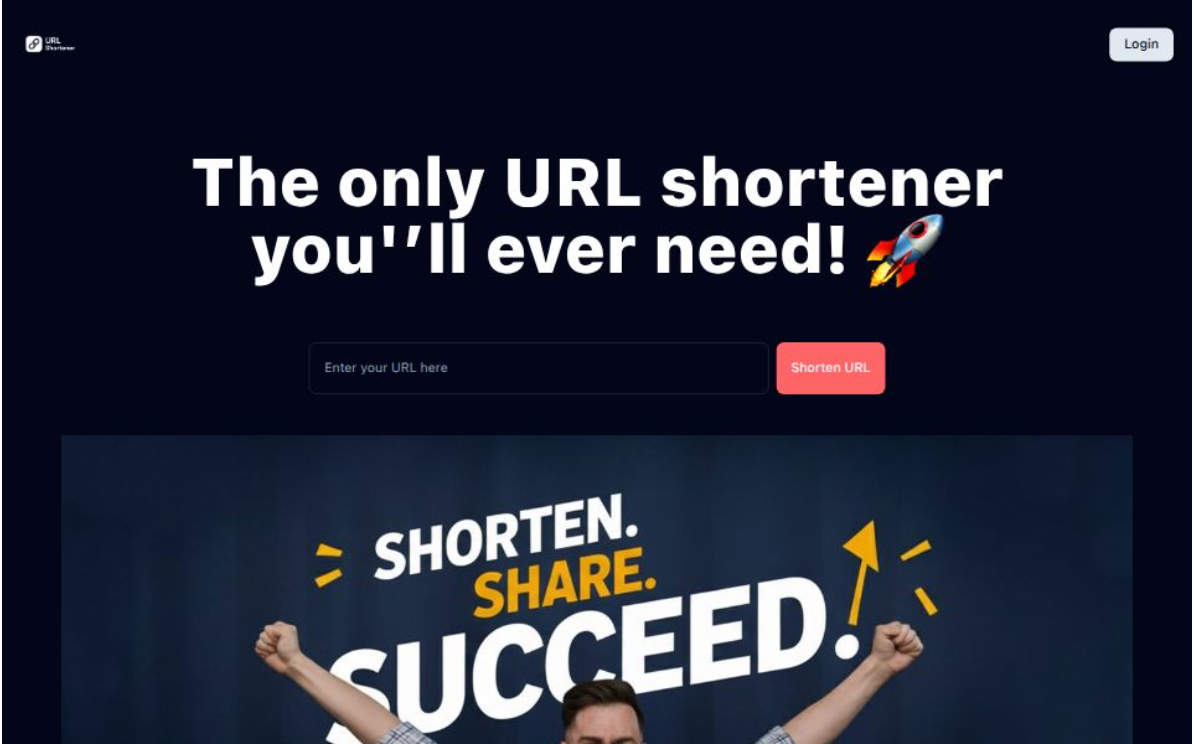 URL
Shortener
Login
The only URL shortener
you'’ll ever need! 🚀
Enter your URL here
Shorten URL
SHORTEN.
SHARE.
SUCCEED.